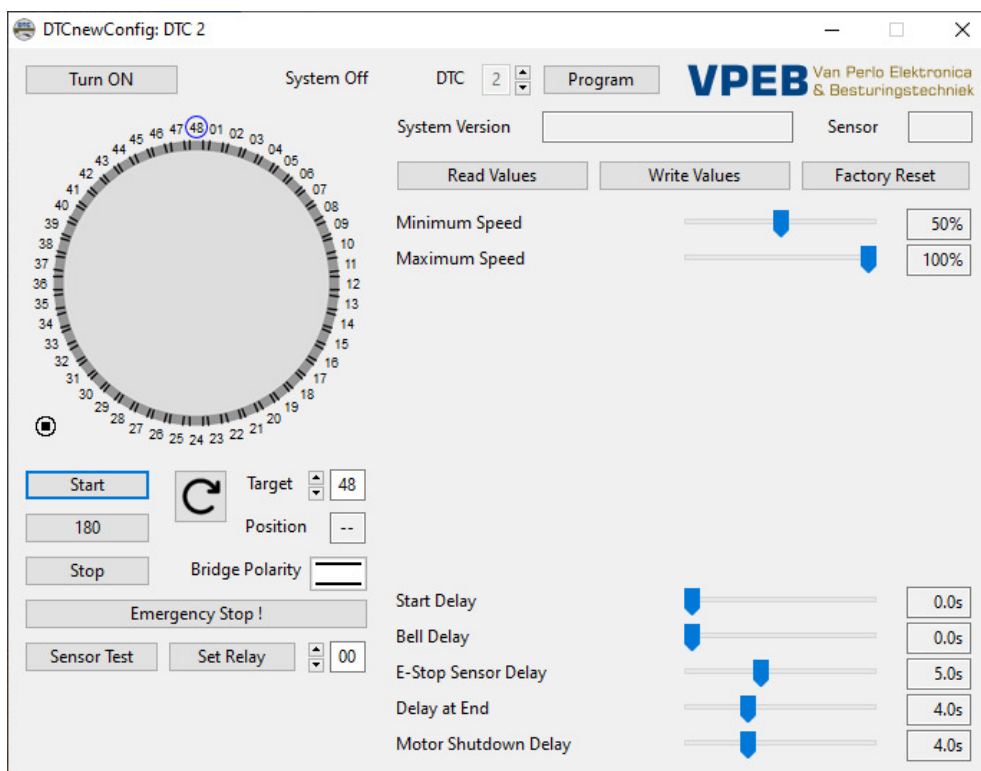 DTCnewConfig: DTC 2
Turn ON System Off DTC 2 Program VPEB Van Perlo Elektronica
& Besturingstechniek
System Version Sensor
Read Values Write Values Factory Reset
Minimum Speed 50%
Maximum Speed 100%
48 01 02 03 04 05 06 07 08 09 10 11 12 13 14 15 16 17 18 19 20 21 22 23 24 25 26 27 28 29 30 31 32 33 34 35 36 37 38 39 40 41 42 43 44 45 46 47
Start Target 48
180 Position --
Stop Bridge Polarity
Emergency Stop !
Sensor Test Set Relay 00
Start Delay 0.0s
Bell Delay 0.0s
E-Stop Sensor Delay 5.0s
Delay at End 4.0s
Motor Shutdown Delay 4.0s